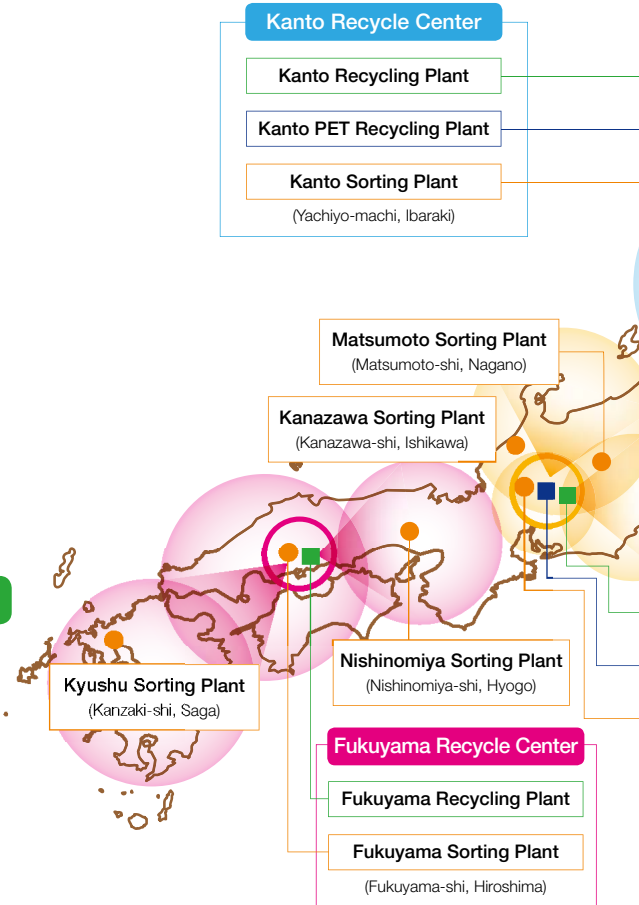 Kanto Recycle Center
Kanto Recycling Plant
Kanto PET Recycling Plant
Kanto Sorting Plant
(Yachiyo-machi, Ibaraki)
Matsumoto Sorting Plant
(Matsumoto-shi, Nagano)
Kanazawa Sorting Plant
(Kanazawa-shi, Ishikawa)
Nishinomiya Sorting Plant
(Nishinomiya-shi, Hyogo)
Kyushu Sorting Plant
(Kanzaki-shi, Saga)
Fukuyama Recycle Center
Fukuyama Recycling Plant
Fukuyama Sorting Plant
(Fukuyama-shi, Hiroshima)